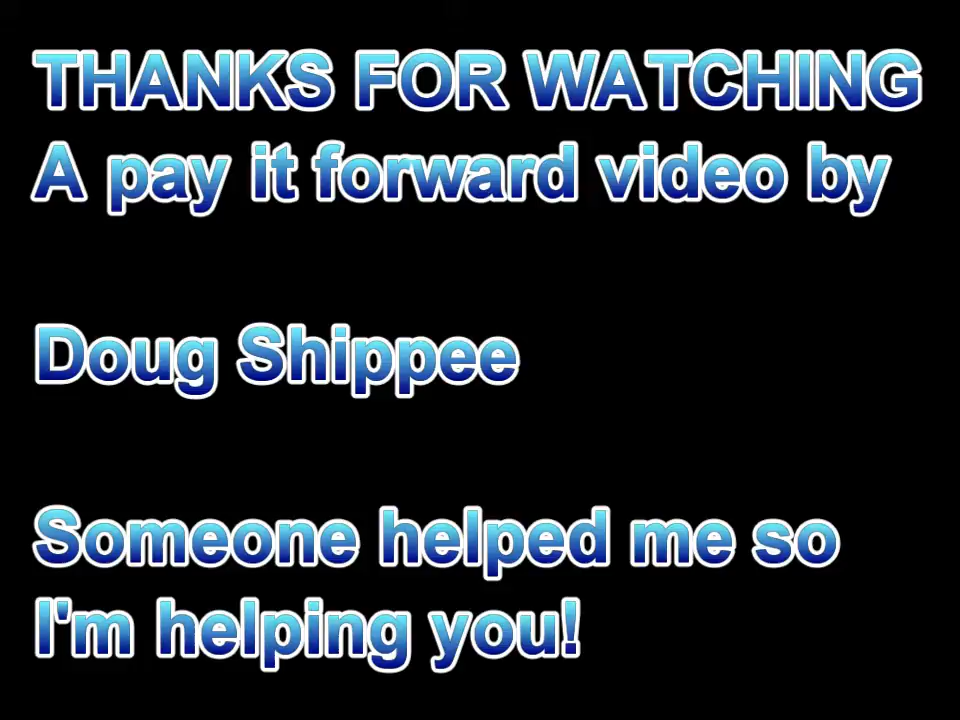 THANKS FOR WATCHING
A pay it forward video by
Doug Shippee
Someone helped me so
I'm helping you!